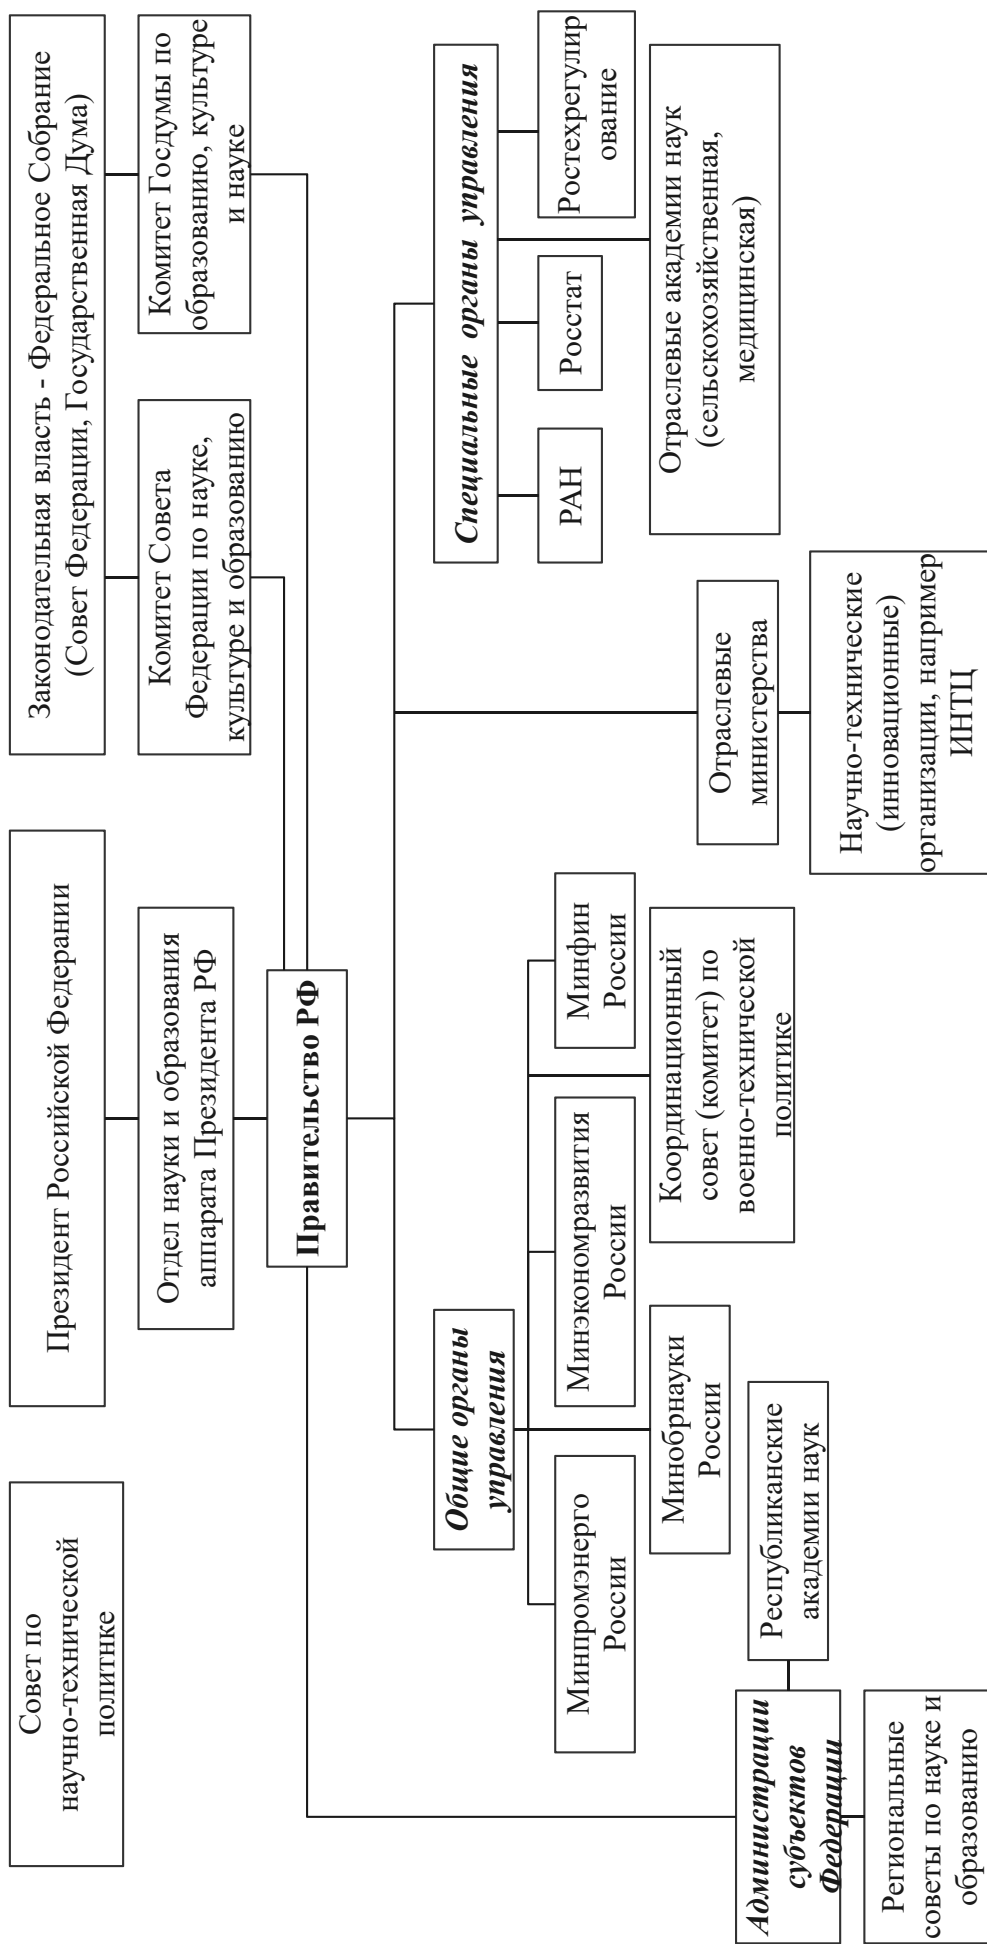 Совет по
научно-технической
политнке
Президент Российской Федерании
Законодательная власть - Федеральное Собрание
(Совет Федерации, Государственная Дума)
Отдел науки и образования
аппарата Президента РФ
Комитет Совета
Федерации по науке,
культуре и образованию
Комитет Госдумы по
образованию, культуре
и науке
Правительство РФ
Общие органы
управления
Специальные органы управления
Минпромэнерго
России
Минэкономразвития
России
Минфин
России
РАН
Росстат
Ростехрегулир
ование
Минобрнауки
России
Координационный
совет (комитет) по
военно-технической
политике
Отраслевые
министерства
Отраслевые академии наук
(сельскохозяйственная,
медицинская)
Администрации
субъектов
Федерации
Республиканские
академии наук
Научно-технические
(инновационные)
организации, например
ИНТЦ
Региональные
советы по науке и
образованию